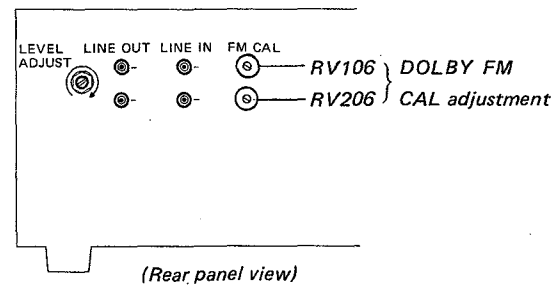 LEVEL ADJUST
LINE OUT
LINE IN
FM CAL
RV106
RV206
DOLBY FM
CAL adjustment
(Rear panel view)